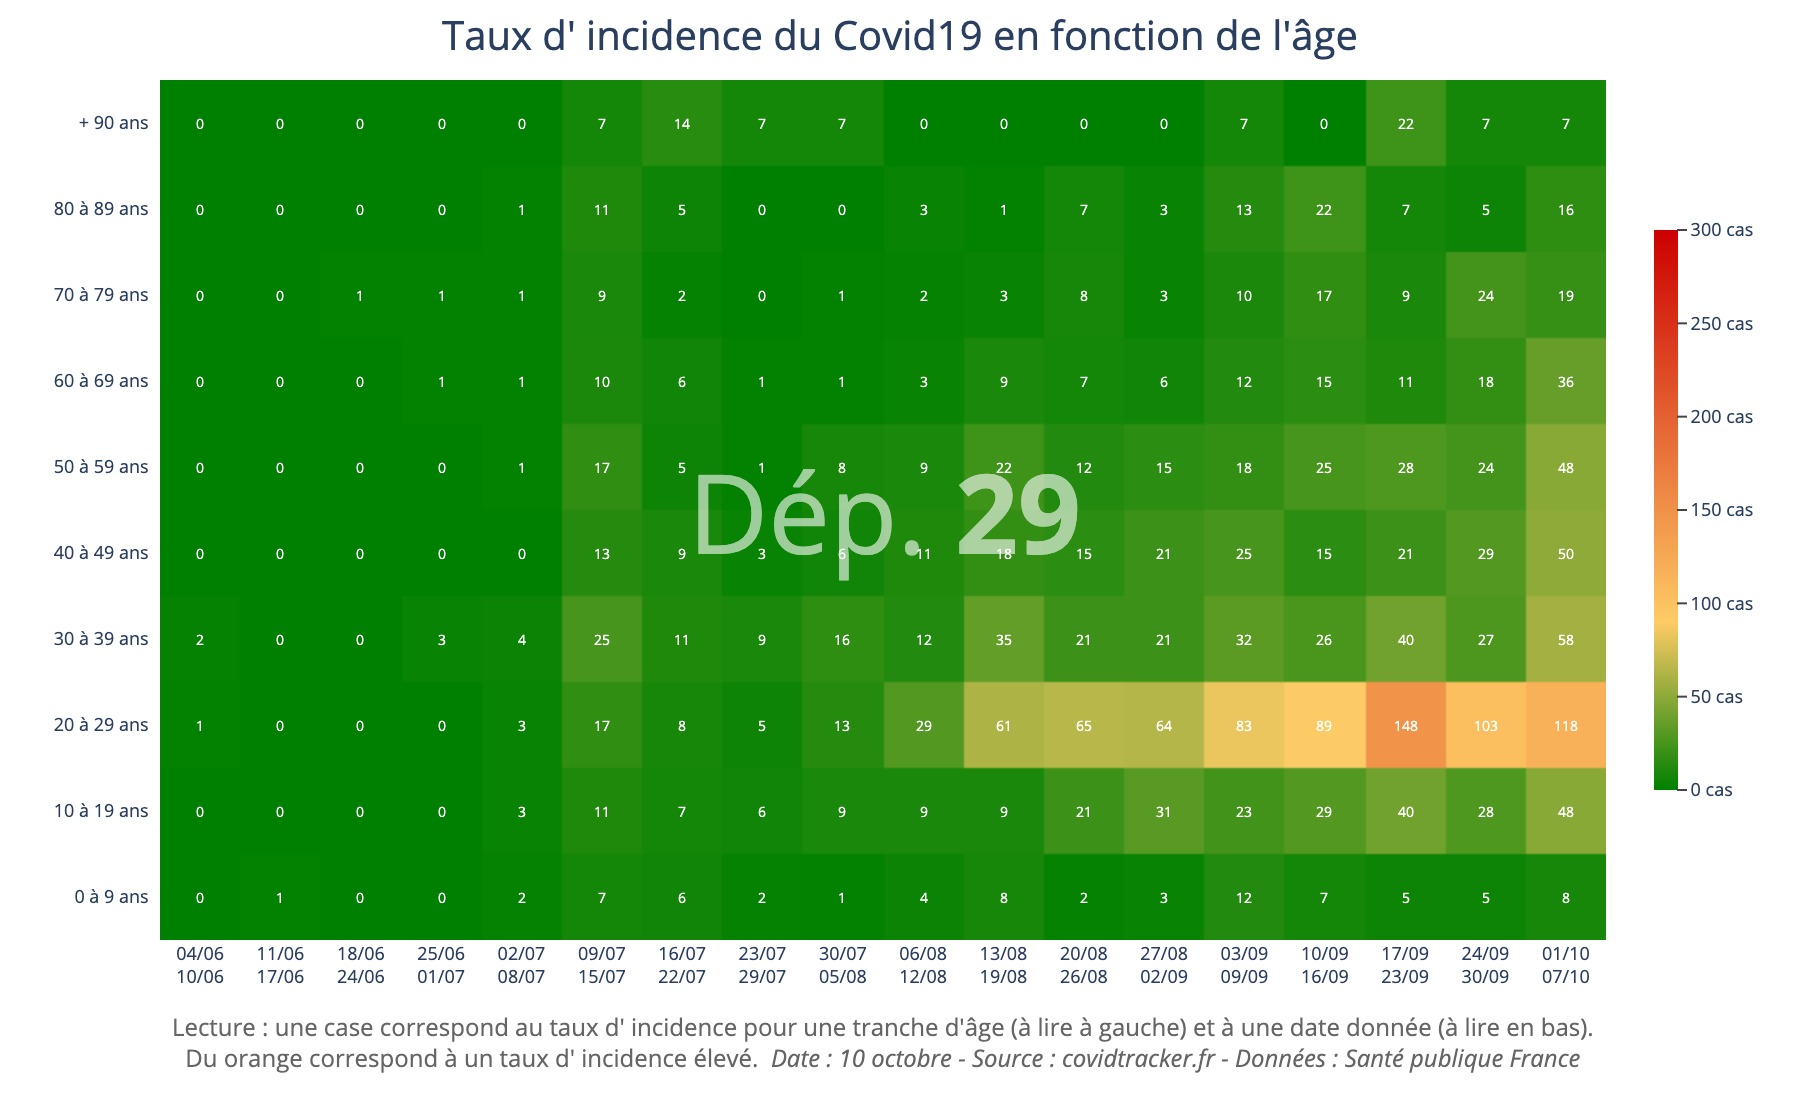 Taux d' incidence du Covid19 en fonction de l'âge
+ 90 ans 0 0 0 0 0 7 14 7 7 0 0 0 0 7 0 22 7 7
80 à 89 ans 0 0 0 0 1 11 5 0 0 3 1 7 3 13 22 7 5 16
300 cas
70 à 79 ans 0 0 1 1 1 9 2 0 1 2 3 8 3 10 17 9 24 19
250 cas
60 à 69 ans 0 0 0 1 1 10 6 1 1 3 9 7 6 12 15 11 18 36
200 cas
50 à 59 ans 0 0 0 0 1 17 5 1 8 9 22 12 15 18 25 28 24 48
Dép. 29
150 cas
40 à 49 ans 0 0 0 0 0 13 9 3 6 11 18 15 21 25 15 21 29 50
100 cas
30 à 39 ans 2 0 0 3 4 25 11 9 16 12 35 21 21 32 26 40 27 58
50 cas
20 à 29 ans 1 0 0 0 3 17 8 5 13 29 61 65 64 83 89 148 103 118
0 cas
10 à 19 ans 0 0 0 0 3 11 7 6 9 9 9 21 31 23 29 40 28 48
0 à 9 ans 0 1 0 0 2 7 6 2 1 4 8 2 3 12 7 5 5 8
04/06 11/06 18/06 25/06 02/07 09/07 16/07 23/07 30/07 06/08 13/08 20/08 27/08 03/09 10/09 17/09 24/09 01/10
10/06 17/06 24/06 01/07 08/07 15/07 22/07 29/07 05/08 12/08 19/08 26/08 02/09 09/09 16/09 23/09 30/09 07/10
Lecture : une case correspond au taux d' incidence pour une tranche d'âge (à lire à gauche) et à une date donnée (à lire en bas).
Du orange correspond à un taux d' incidence élevé. Date : 10 octobre - Source : covidtracker.fr - Données : Santé publique France